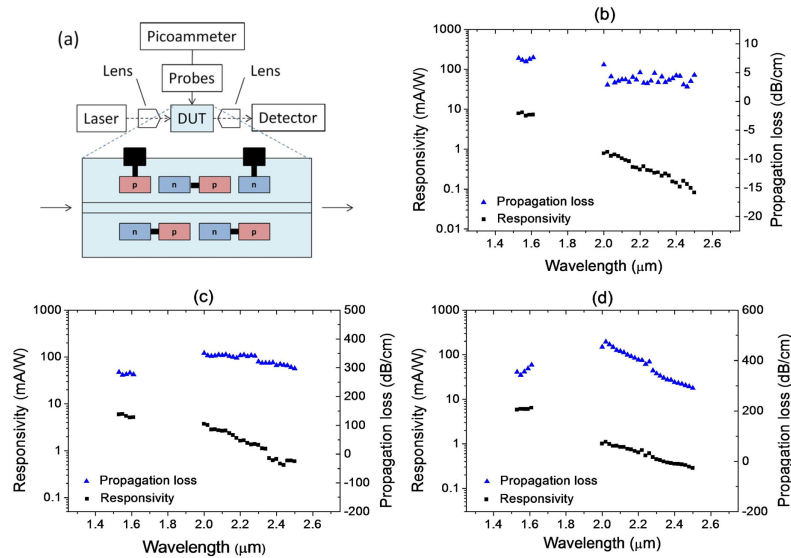 (a)
Picoammeter
Lens
Probes
Lens
Laser
DUT
Detector
p n p n
n p n p
(b)
Responsivity (mA/W)
1000
100
10
1
0.1
0.01
10
5
0
-5
-10
-15
-20
Propagation loss (dB/cm)
Propagation loss
Responsivity
1.4 1.6 1.8 2.0 2.2 2.4 2.6
Wavelength (μm)
(c)
Responsivity (mA/W)
1000
100
10
1
0.1
500
400
300
200
100
0
-100
-200
Propagation loss (dB/cm)
Propagation loss
Responsivity
1.4 1.6 1.8 2.0 2.2 2.4 2.6
Wavelength (μm)
(d)
Responsivity (mA/W)
1000
100
10
1
0.1
600
400
200
0
-200
Propagation loss (dB/cm)
Propagation loss
Responsivity
1.4 1.6 1.8 2.0 2.2 2.4 2.6
Wavelength (μm)